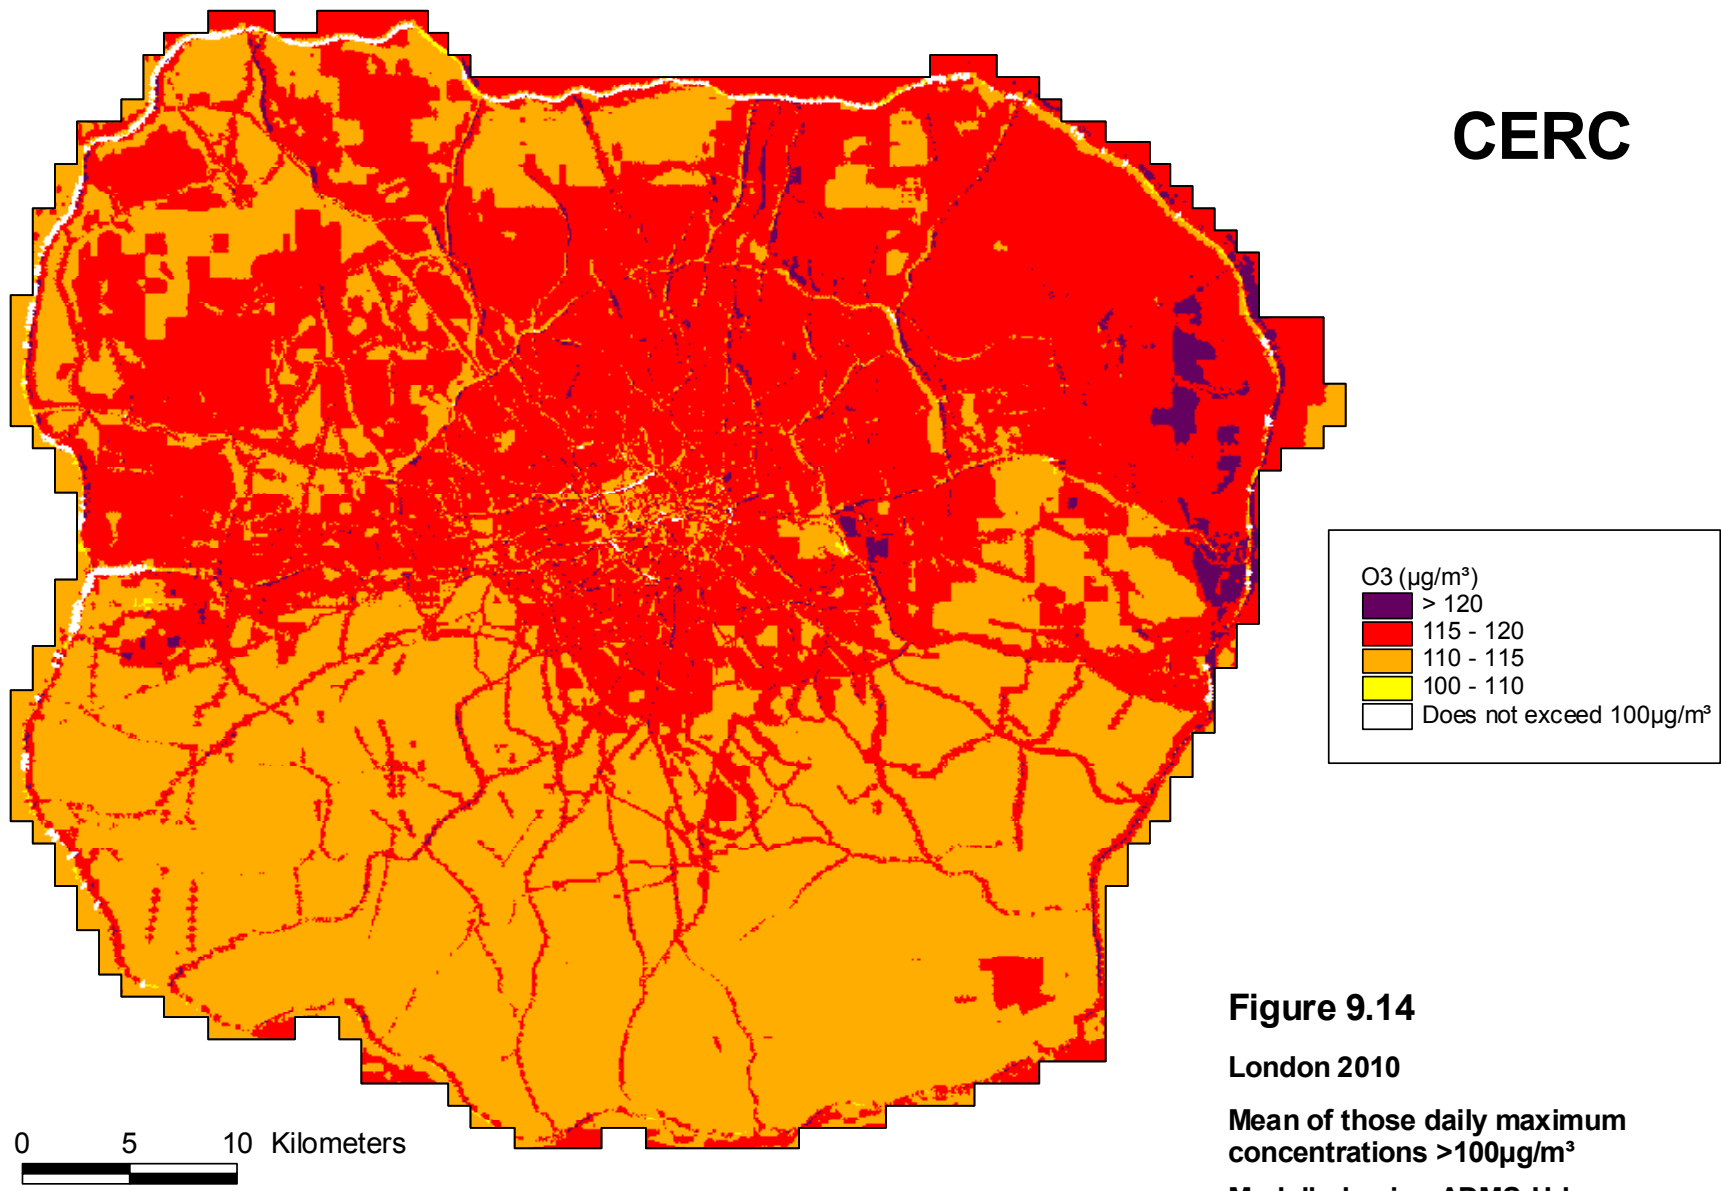 CERC
O3 (µg/m³)
> 120
115 - 120
110 - 115
100 - 110
Does not exceed 100µg/m³
Figure 9.14
London 2010
Mean of those daily maximum
concentrations >100µg/m³
0 5 10 Kilometers